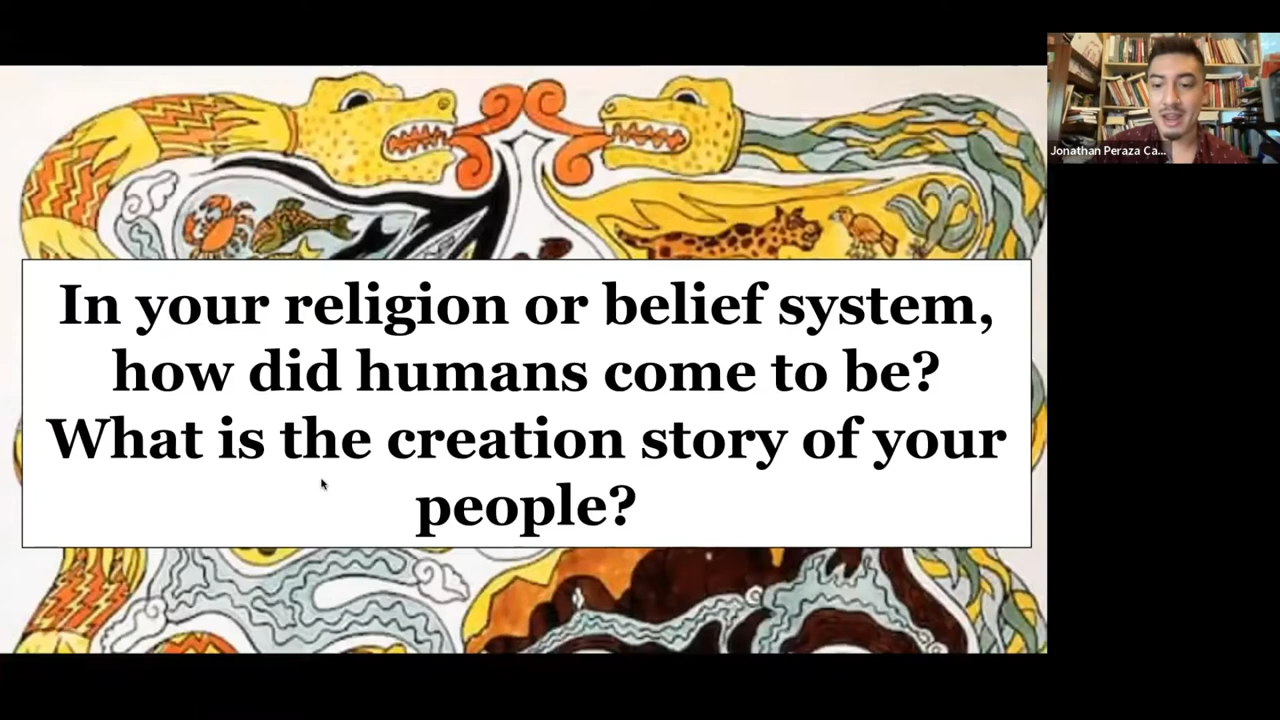 Jonathan Peraza Ca...
In your religion or belief system,
how did humans come to be?
What is the creation story of your
people?